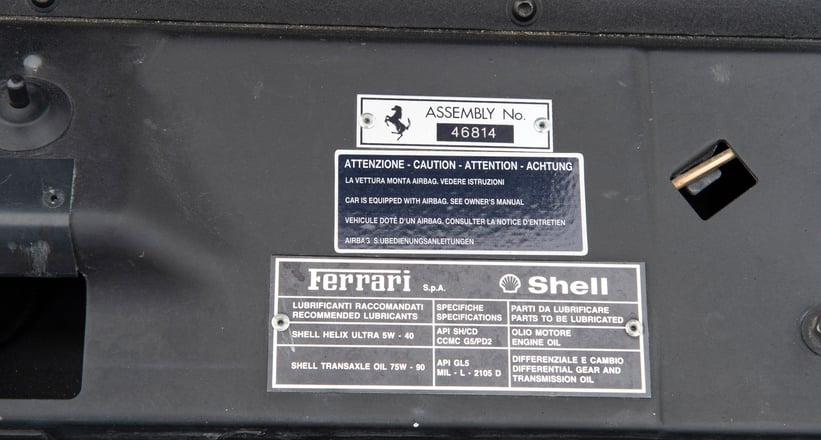 ASSEMBLY No.
46814
ATTENZIONE - CAUTION - ATTENTION - ACHTUNG
LA VETTURA MONTA AIRBAG. VEDERE ISTRUZIONI
CAR IS EQUIPPED WITH AIRBAG. SEE OWNER'S MANUAL
VEHICULE DOTÉ D'UN AIRBAG. CONSULTER LA NOTICE D'ENTRETIEN
Ferrari S.p.A. Shell
LUBRIFICANTI RACCOMANDATI
RECOMMENDED LUBRICANTS
SPECIFICHE
SPECIFICATIONS
PARTI DA LUBRIFICARE
PARTS TO BE LUBRICATED
SHELL HELIX ULTRA 5W - 40
API SH/CD
CCMC G5/PD2
OLIO MOTORE
ENGINE OIL
SHELL TRANSAXLE OIL 75W - 90
API GL5
MIL - L - 2105 D
DIFFERENZIALE E CAMBIO
DIFFERENTIAL GEAR AND
TRANSMISSION OIL